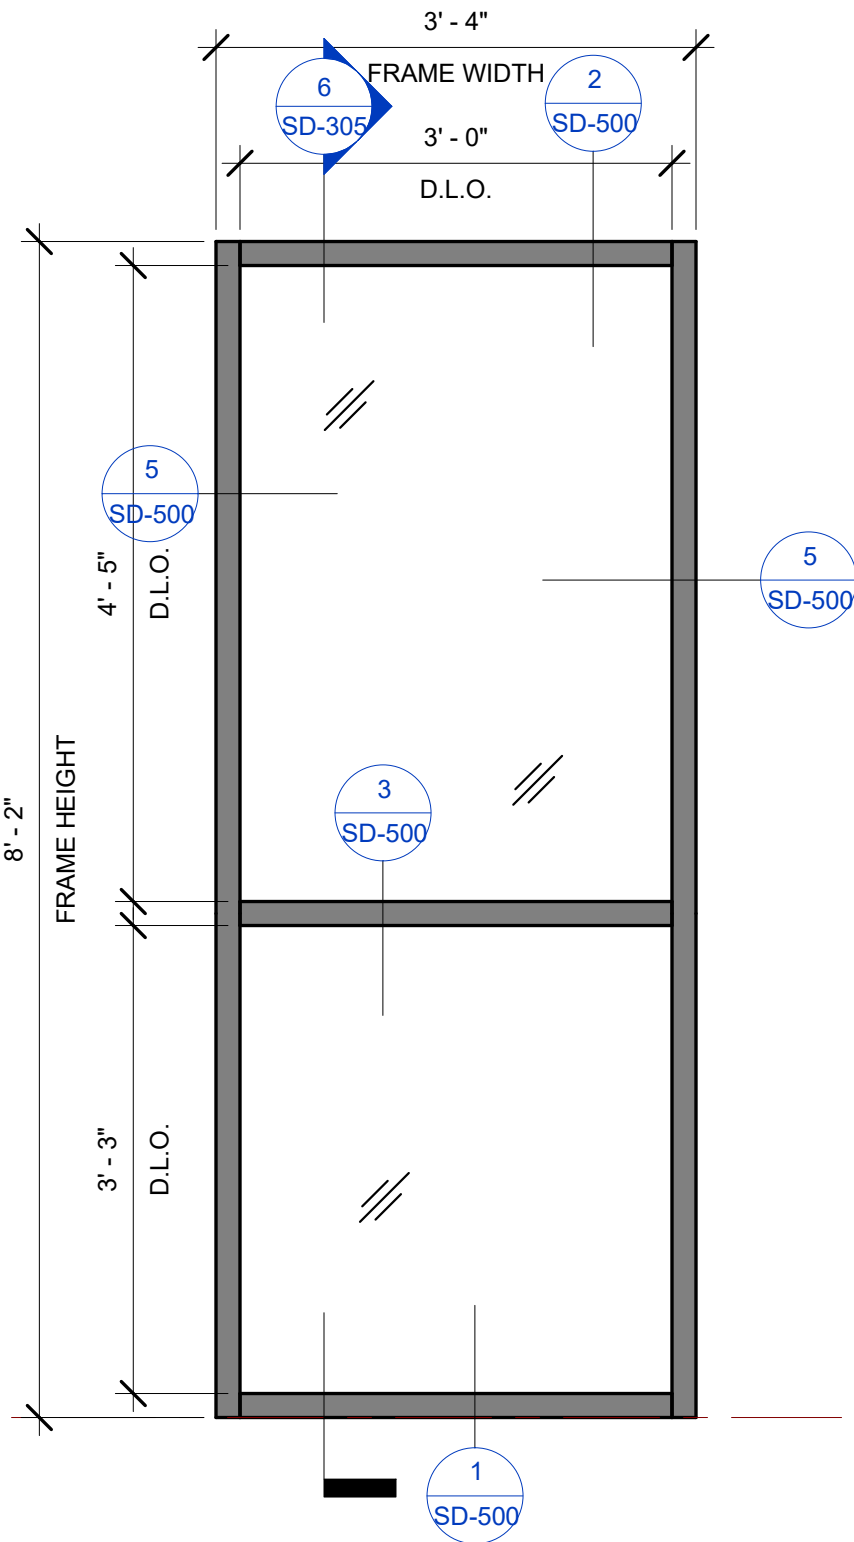 3' - 4"
FRAME WIDTH
6
SD-305
2
SD-500
3' - 0"
D.L.O.
5
SD-500
4' - 5"
D.L.O.
5
SD-500
8' - 2"
FRAME HEIGHT
3
SD-500
3' - 3"
D.L.O.
1
SD-500